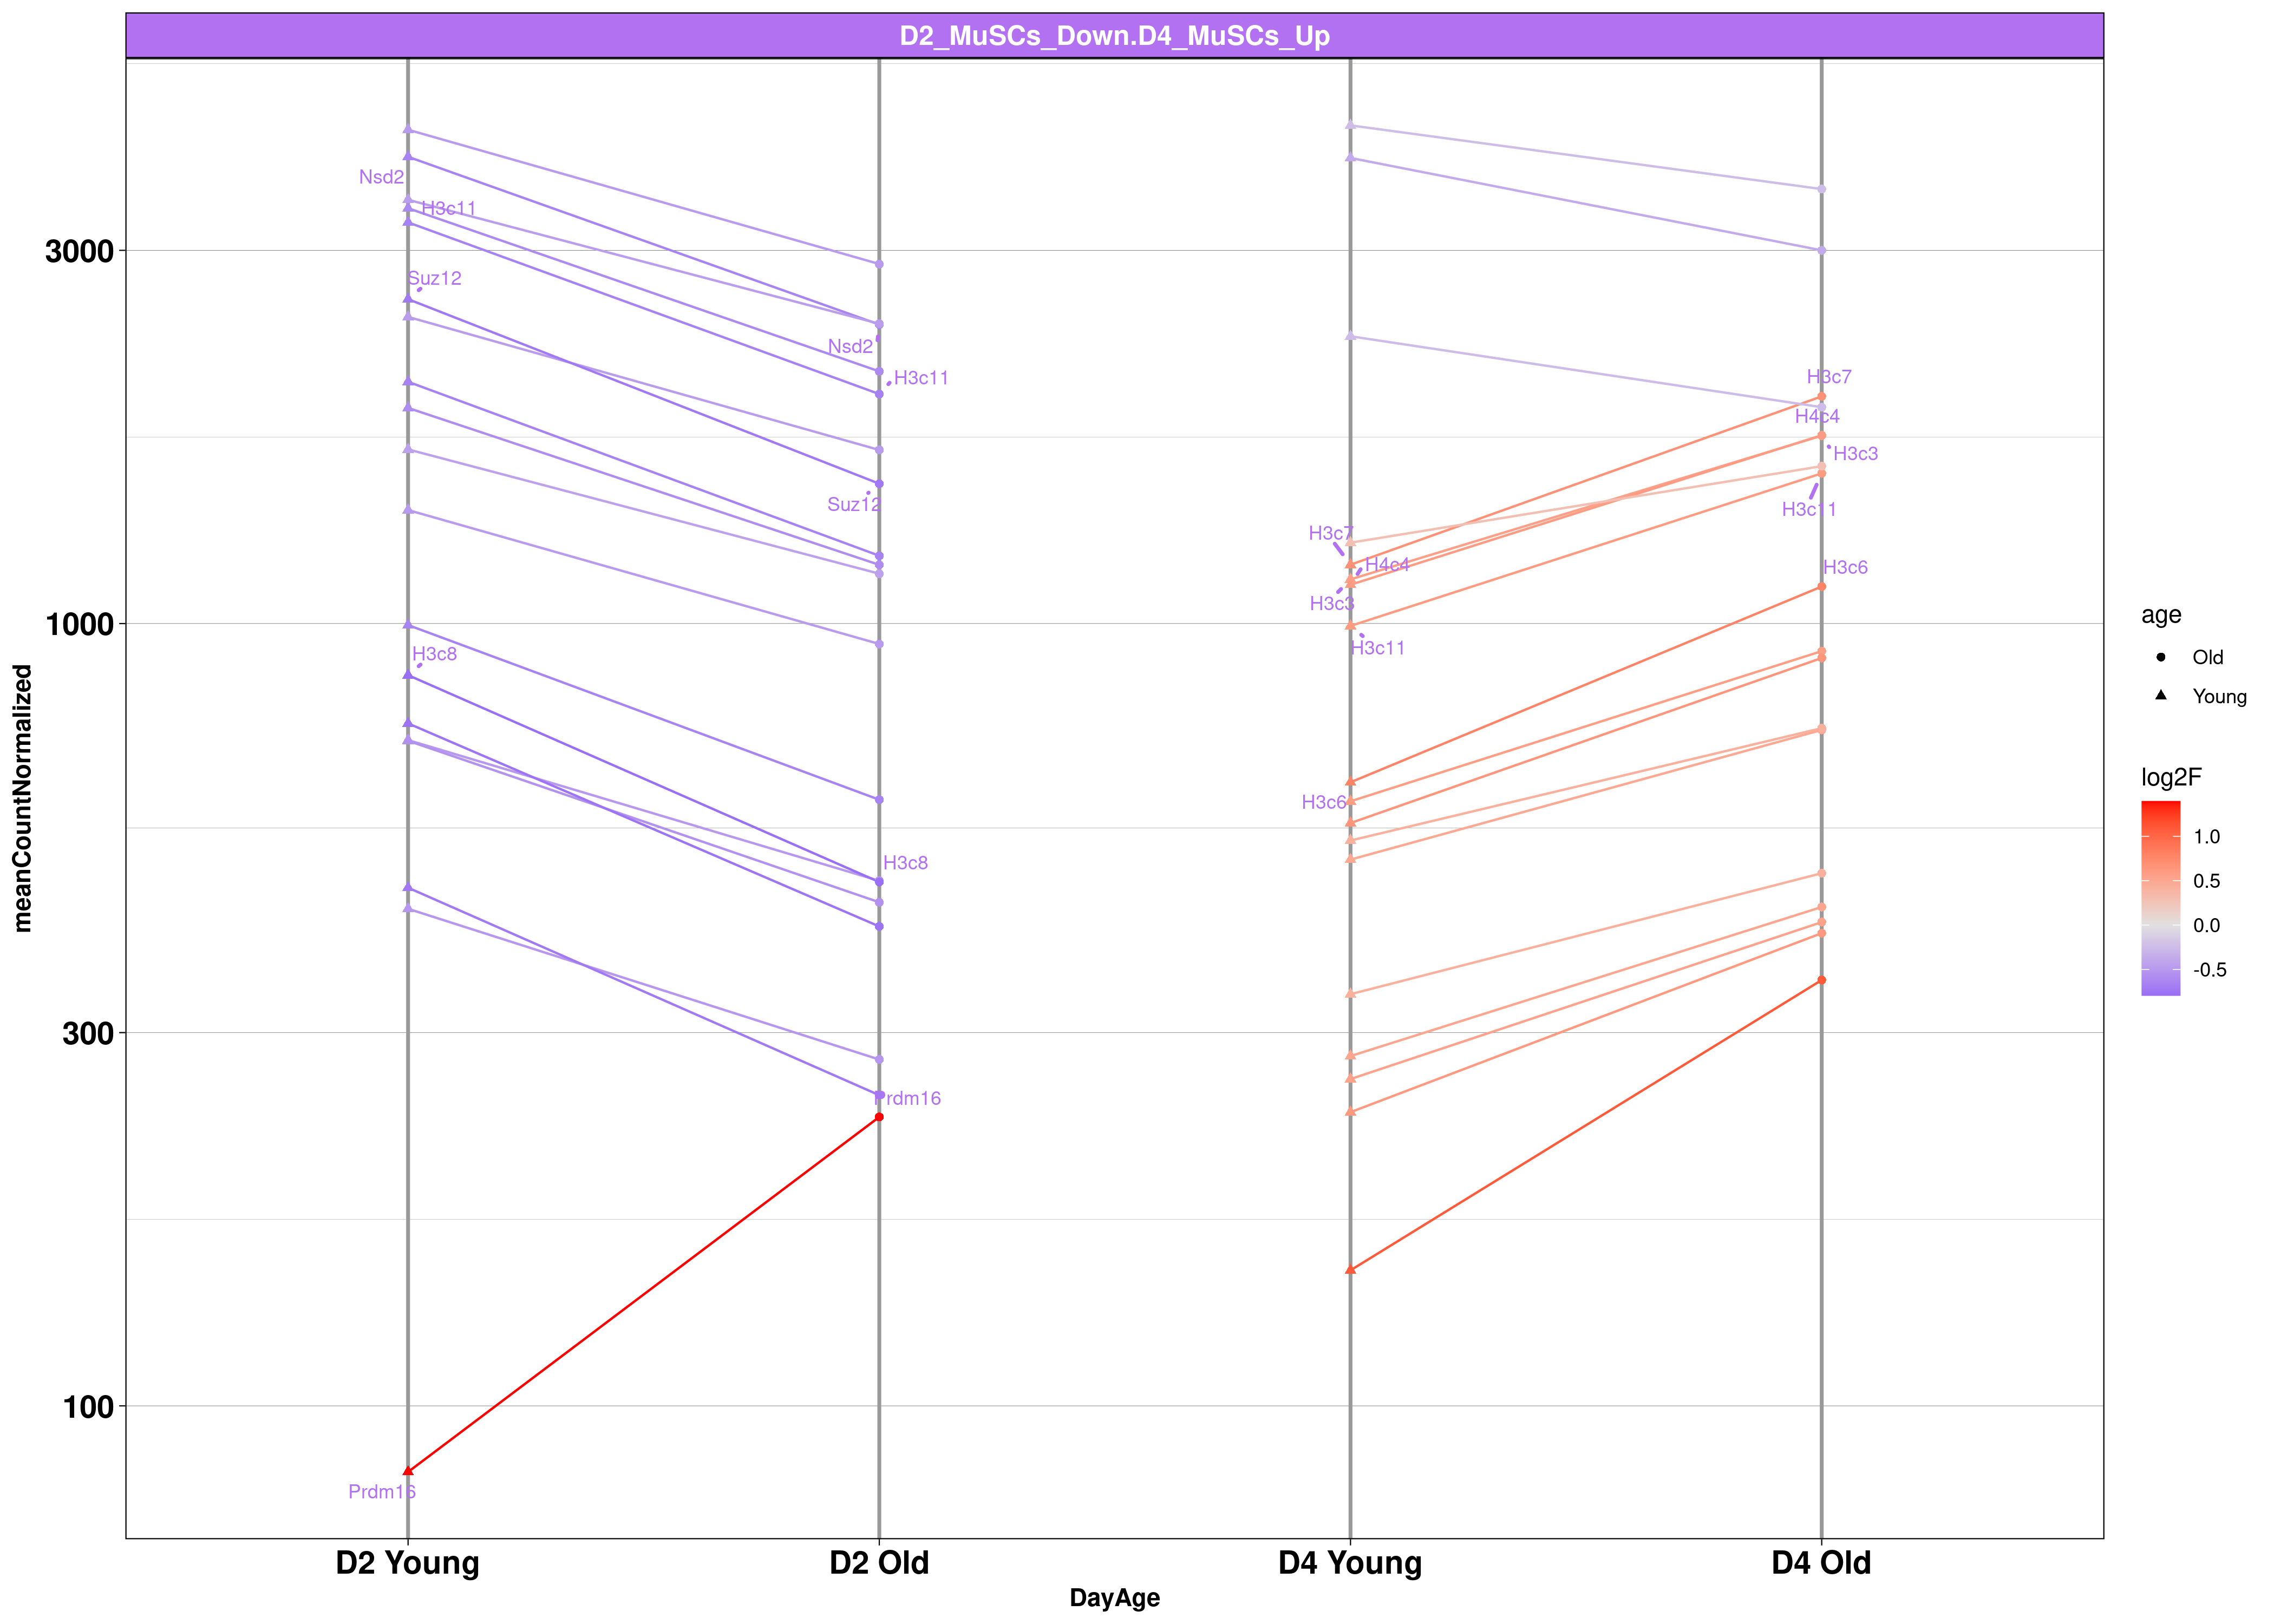 D2_MuSCs_Down.D4_MuSCs_Up
meanCountNormalized
3000
1000
300
100
Nsd2
H3c11
Suz12
H3c8
Prdm16
Nsd2
H3c11
Suz12
H3c8
Prdm16
H3c7
H4c4
H3c3
H3c11
H3c6
H3c7
H4c4
H3c3
H3c11
H3c6
D2 Young
D2 Old
D4 Young
D4 Old
DayAge
age
Old
Young
log2F
1.0
0.5
0.0
-0.5